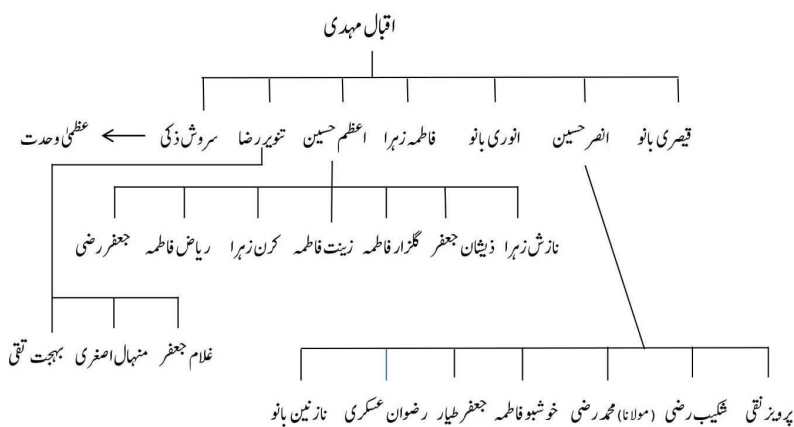 اقبال مہدی
قیصری بانو انصر حسین انوری بانو فاطمہ زہرا اعظم حسین تنویر رضا سروش ذکی عظمیٰ وحدت
نازش زہرا ذیشان جعفر گلزار فاطمہ زینت فاطمہ کرن زہرا ریاض فاطمہ جعفر رضی
غلام جعفر منہال اصغری بہجت تقی
پرویز نقی شکیب رضی (مولانا) محمد رضی خوشبو فاطمہ جعفر طیار رضوان عسکری نازنین بانو